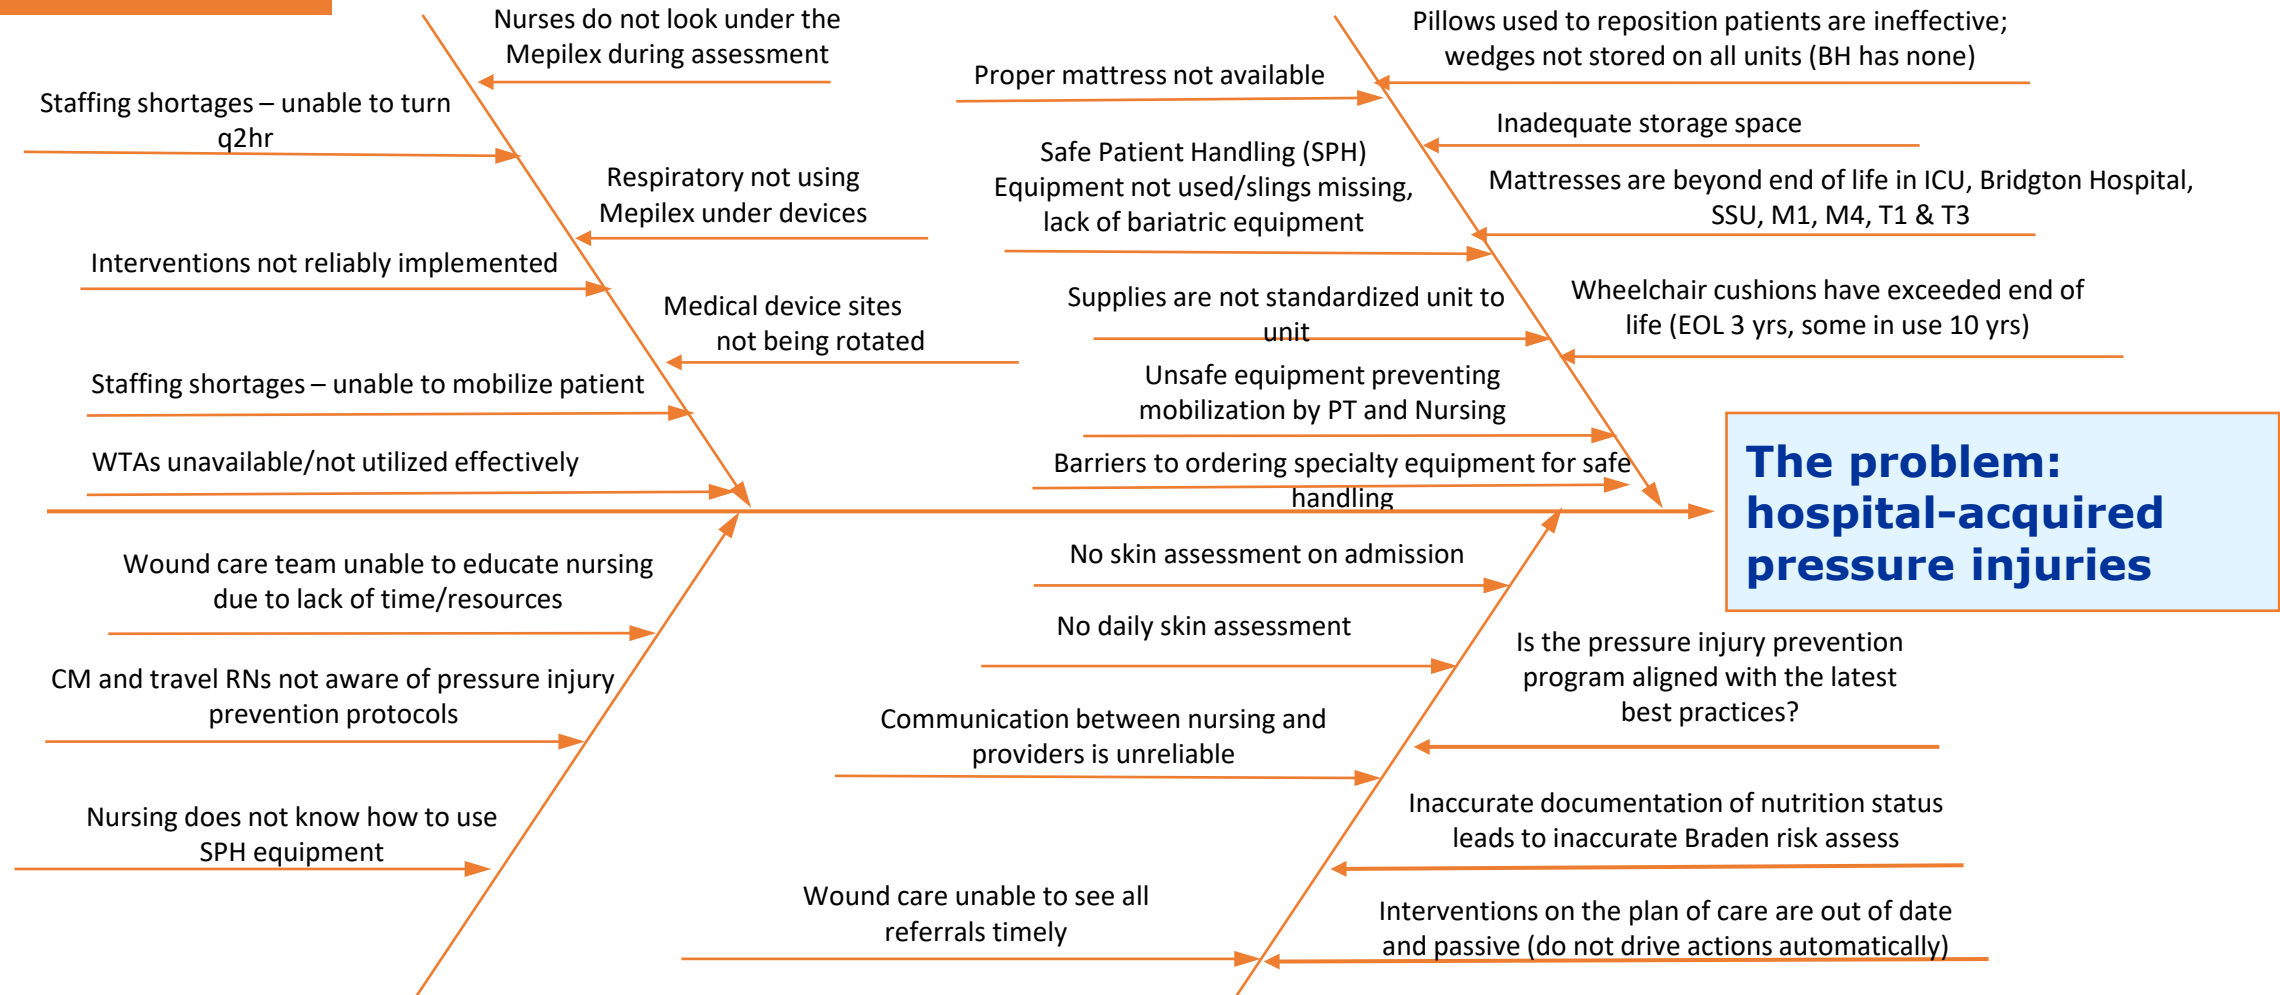 Nurses do not look under the
Mepilex during assessment
Staffing shortages – unable to turn
q2hr
Respiratory not using
Mepilex under devices
Interventions not reliably implemented
Medical device sites
not being rotated
Staffing shortages – unable to mobilize patient
WTAs unavailable/not utilized effectively
Pillows used to reposition patients are ineffective;
wedges not stored on all units (BH has none)
Proper mattress not available
Inadequate storage space
Safe Patient Handling (SPH)
Equipment not used/slings missing,
lack of bariatric equipment
Mattresses are beyond end of life in ICU, Bridgton Hospital,
SSU, M1, M4, T1 & T3
Supplies are not standardized unit to
unit
Wheelchair cushions have exceeded end of
life (EOL 3 yrs, some in use 10 yrs)
Unsafe equipment preventing
mobilization by PT and Nursing
Barriers to ordering specialty equipment for safe
handling
The problem:
hospital-acquired
pressure injuries
Wound care team unable to educate nursing
due to lack of time/resources
CM and travel RNs not aware of pressure injury
prevention protocols
Nursing does not know how to use
SPH equipment
No skin assessment on admission
No daily skin assessment
Is the pressure injury prevention
program aligned with the latest
best practices?
Communication between nursing and
providers is unreliable
Inaccurate documentation of nutrition status
leads to inaccurate Braden risk assess
Wound care unable to see all
referrals timely
Interventions on the plan of care are out of date
and passive (do not drive actions automatically)